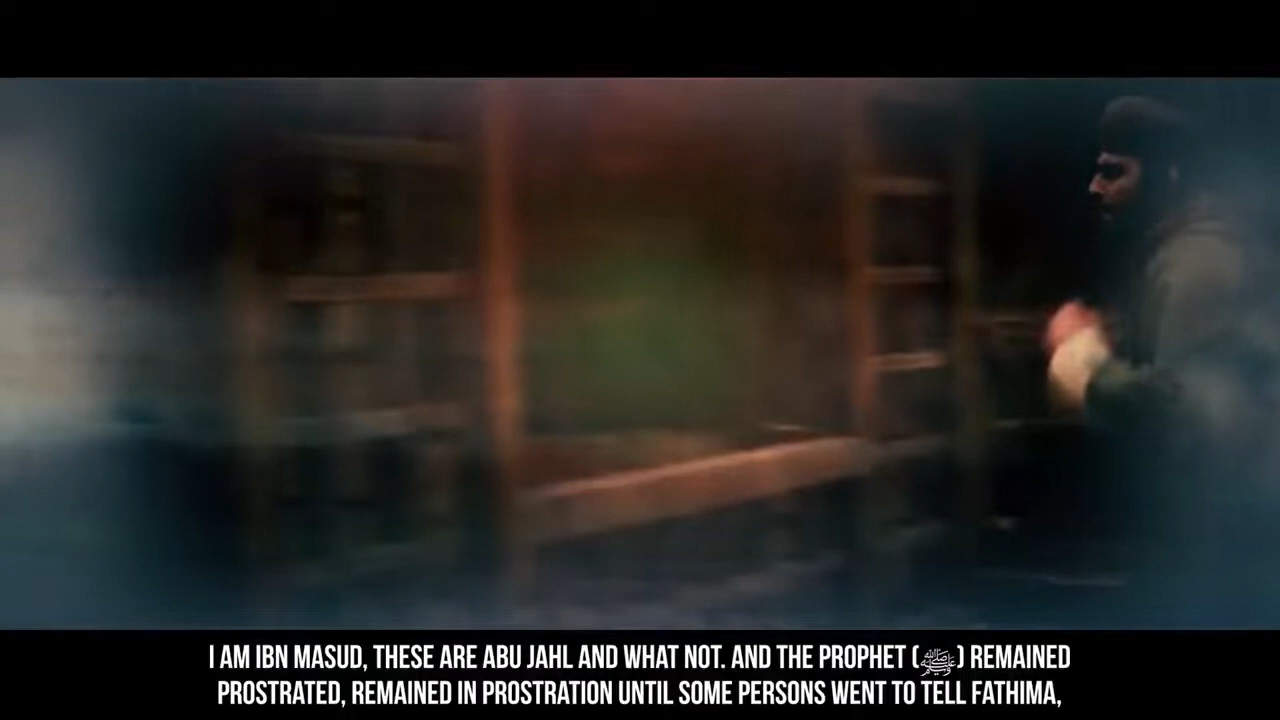 I AM IBN MASUD, THESE ARE ABU JAHL AND WHAT NOT. AND THE PROPHET (ﷺ) REMAINED
PROSTRATED, REMAINED IN PROSTRATION UNTIL SOME PERSONS WENT TO TELL FATHIMA,